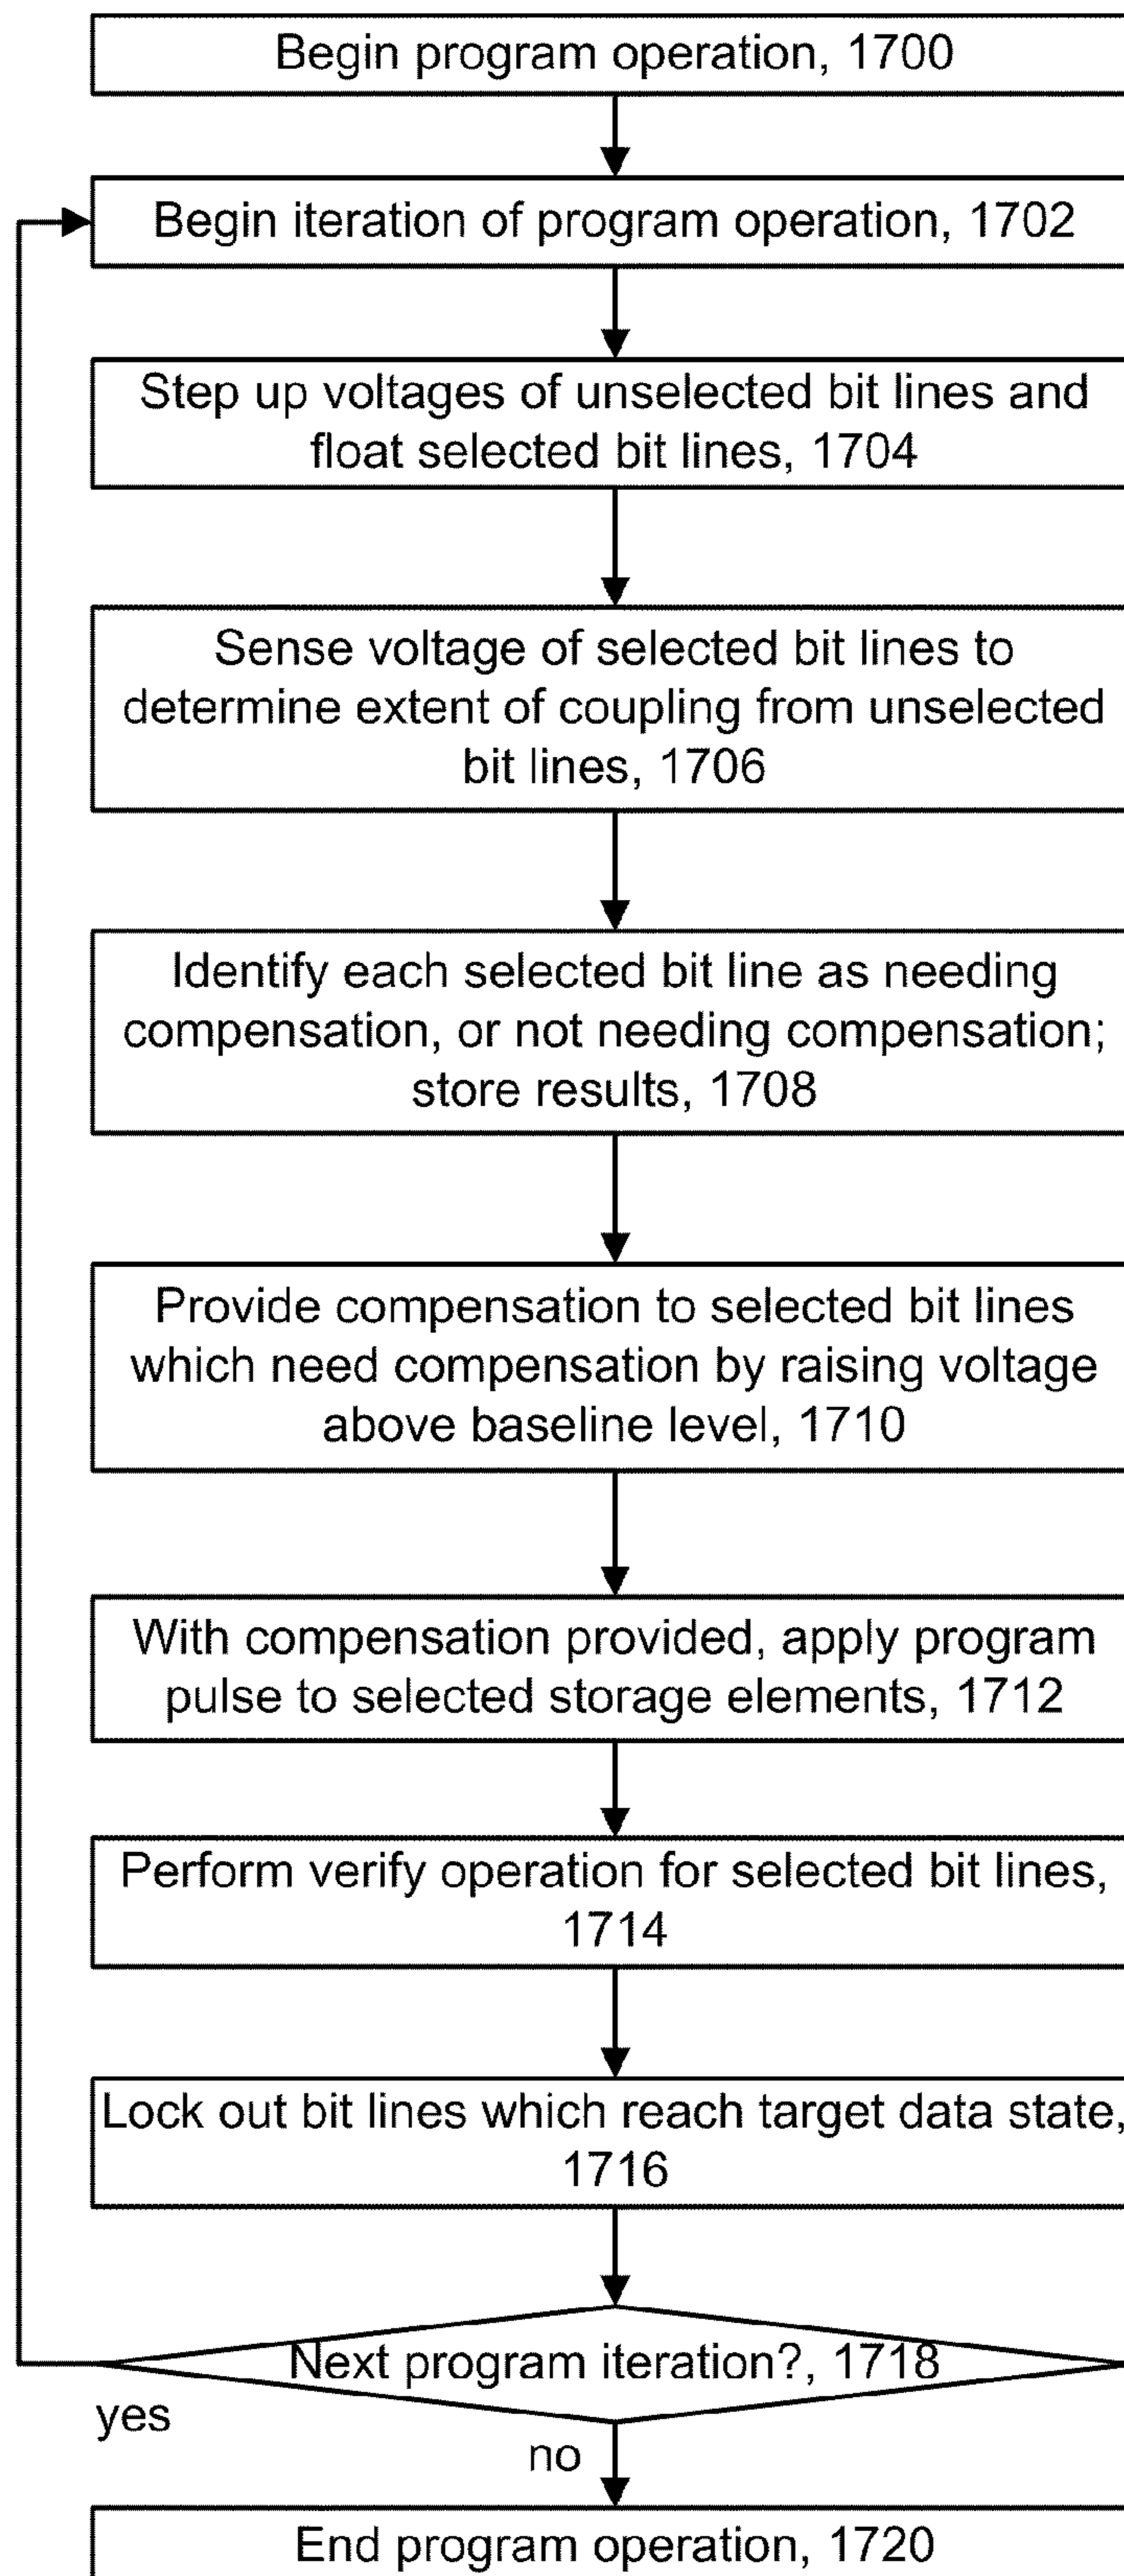 Begin program operation, 1700
Begin iteration of program operation, 1702
Step up voltages of unselected bit lines and
float selected bit lines, 1704
Sense voltage of selected bit lines to
determine extent of coupling from unselected
bit lines, 1706
Identify each selected bit line as needing
compensation, or not needing compensation;
store results, 1708
Provide compensation to selected bit lines
which need compensation by raising voltage
above baseline level, 1710
With compensation provided, apply program
pulse to selected storage elements, 1712
Perform verify operation for selected bit lines,
1714
Lock out bit lines which reach target data state,
1716
Next program iteration?, 1718
yes
no
End program operation, 1720